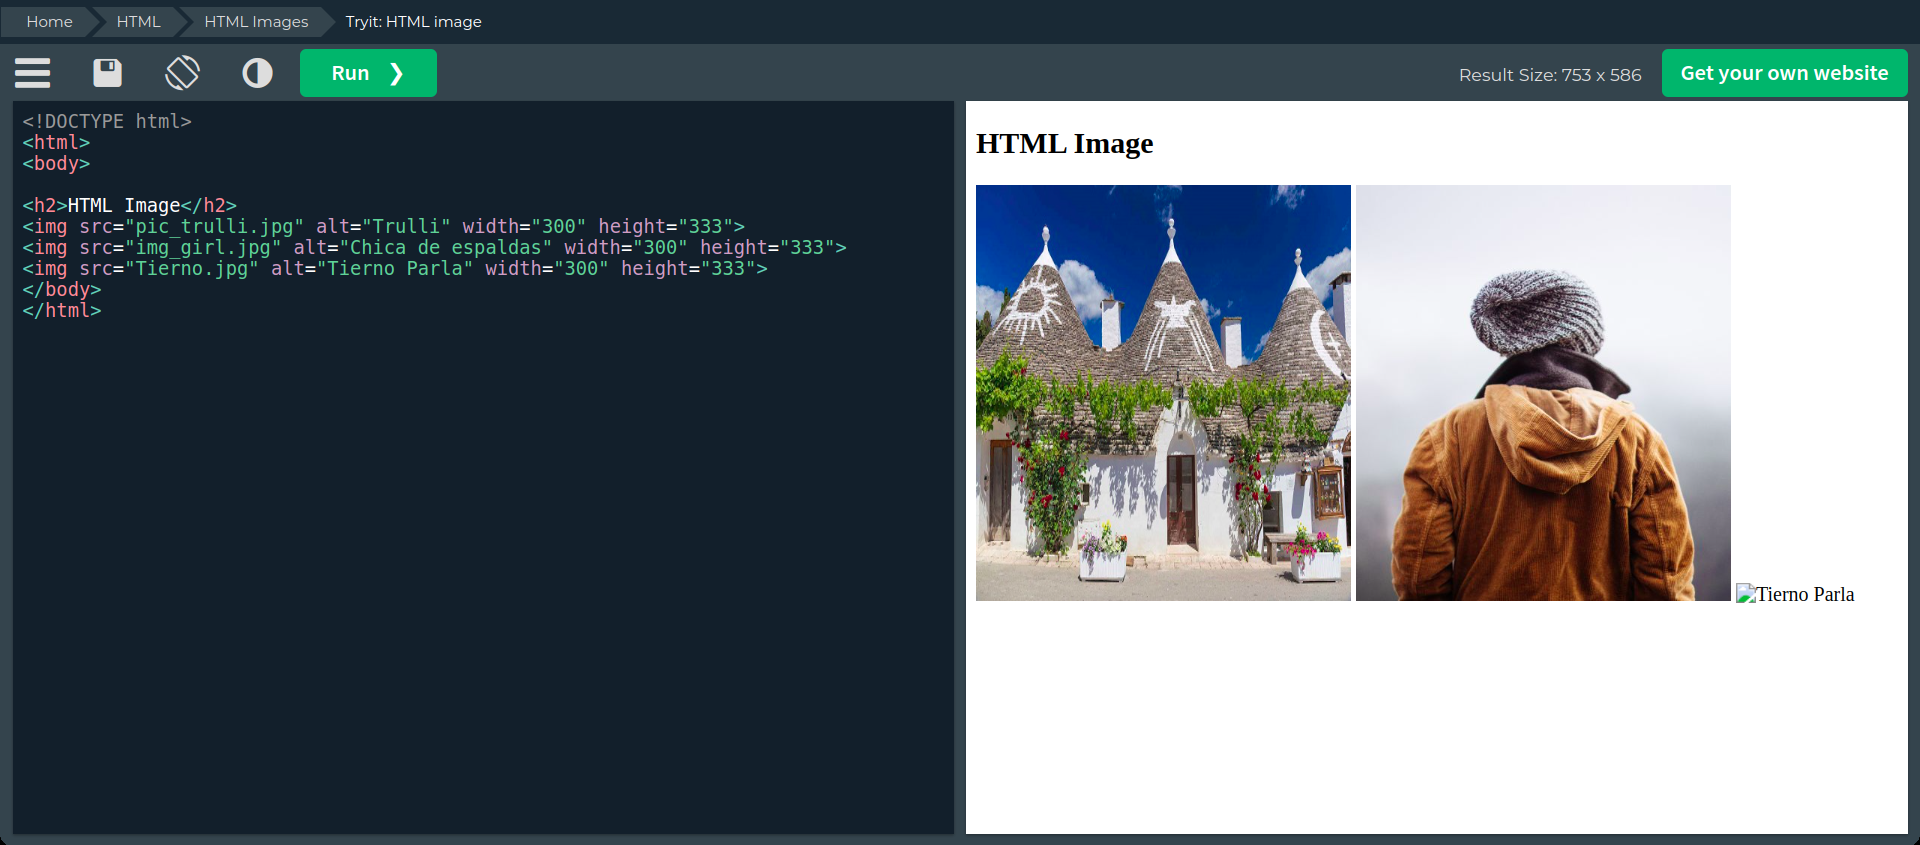 Home
HTML
HTML Images
Tryit: HTML image
Run ❯
Result Size: 753 x 586
Get your own website
<!DOCTYPE html>
<html>
<body>
<h2>HTML Image</h2>
<img src="pic_trulli.jpg" alt="Trulli" width="300" height="333">
<img src="img_girl.jpg" alt="Chica de espaldas" width="300" height="333">
<img src="Tierno.jpg" alt="Tierno Parla" width="300" height="333">
</body>
</html>
HTML Image
Tierno Parla